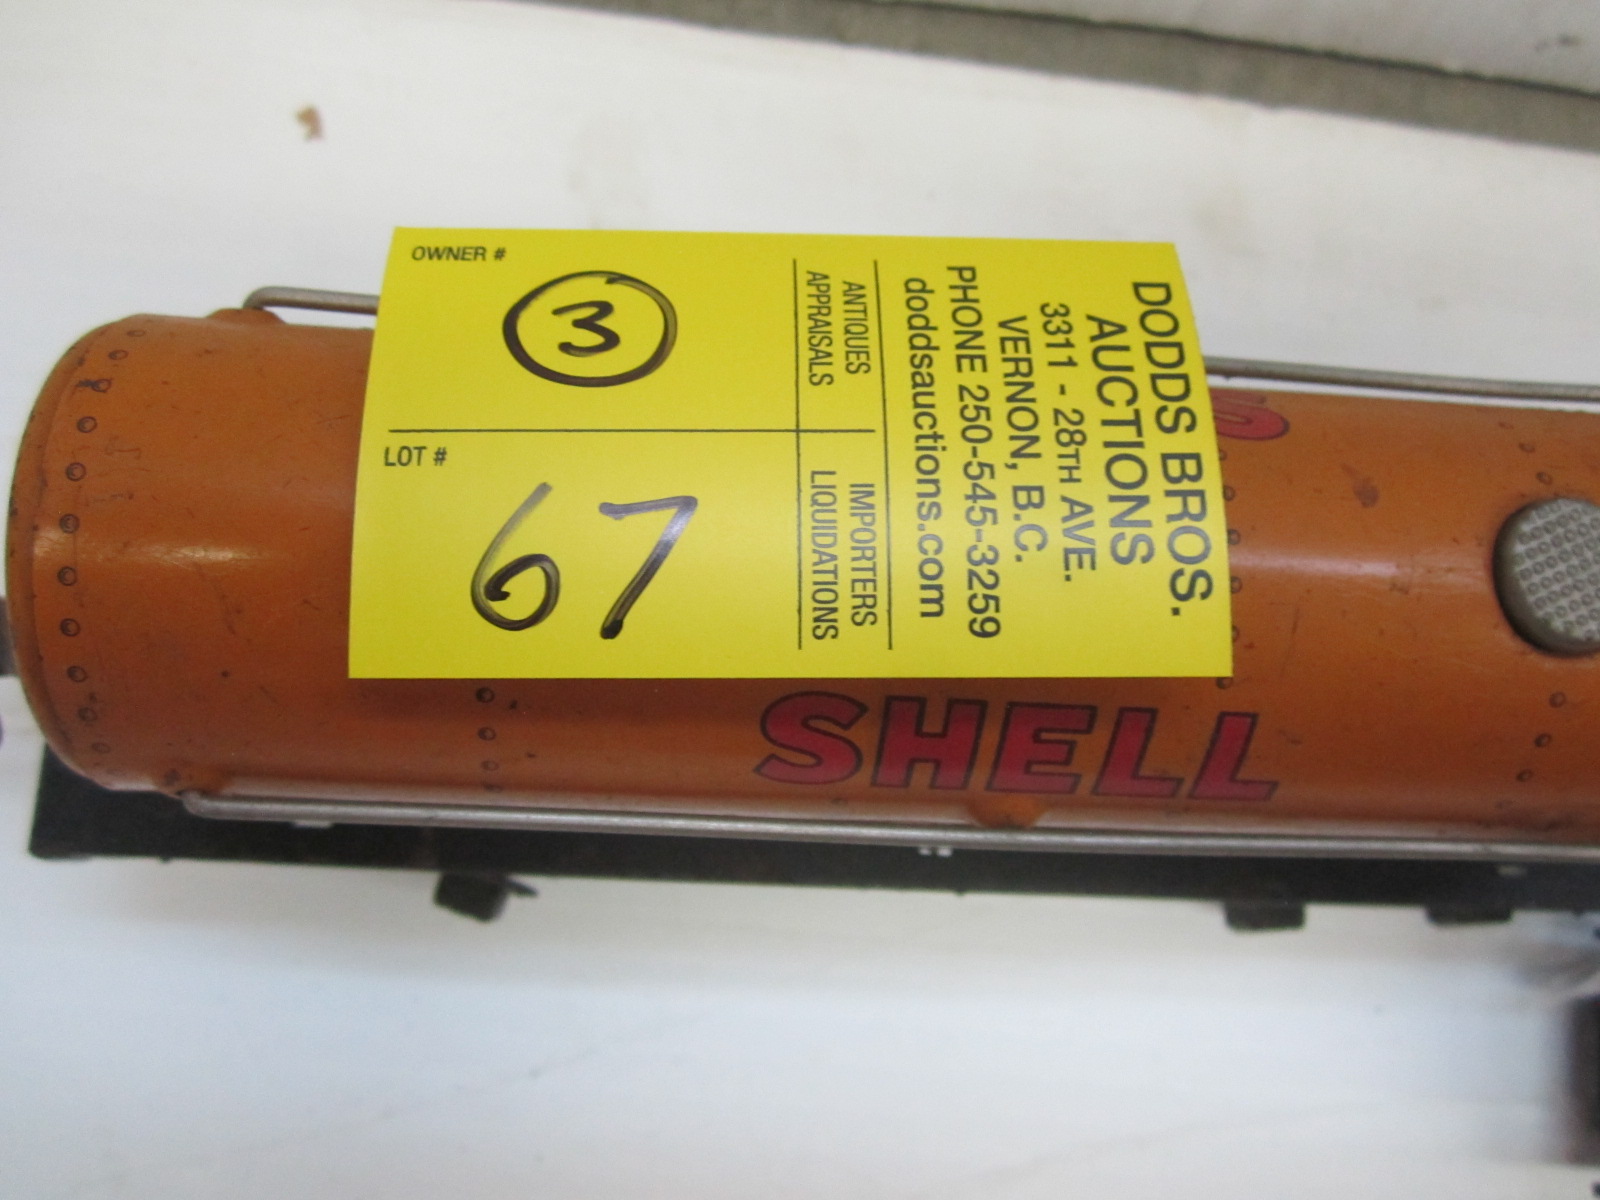 DODDS BROS.
AUCTIONS
3311 - 28TH AVE.
VERNON, B.C.
PHONE 250-545-3259
doddsauctions.com
ANTIQUES
APPRAISALS
IMPORTERS
LIQUIDATIONS
OWNER #
3
LOT #
67
SHELL